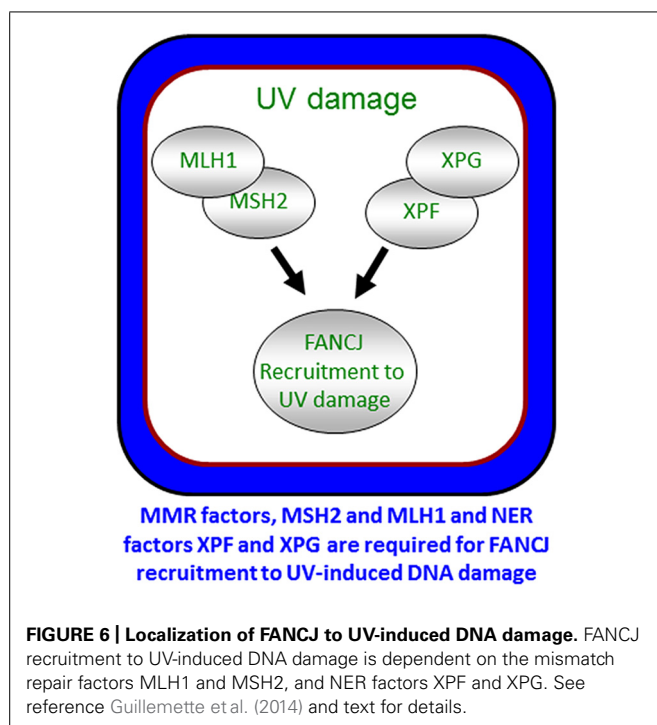 UV damage
MLH1
MSH2
XPG
XPF
FANCJ
Recruitment to
UV damage
MMR factors, MSH2 and MLH1 and NER
factors XPF and XPG are required for FANCJ
recruitment to UV-induced DNA damage
FIGURE 6 | Localization of FANCJ to UV-induced DNA damage. FANCJ
recruitment to UV-induced DNA damage is dependent on the mismatch
repair factors MLH1 and MSH2, and NER factors XPF and XPG. See
reference Guillemette et al. (2014) and text for details.